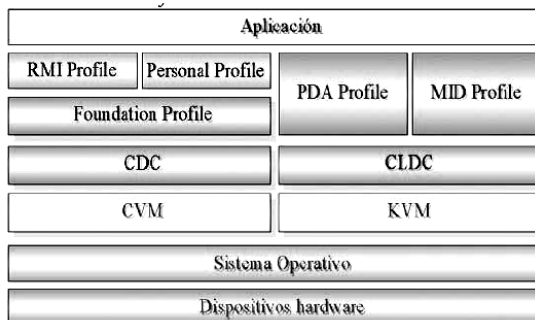 Aplicación
RMI Profile
Personal Profile
PDA Profile
MID Profile
Foundation Profile
CDC
CLDC
CVM
KVM
Sistema Operativo
Dispositivos hardware